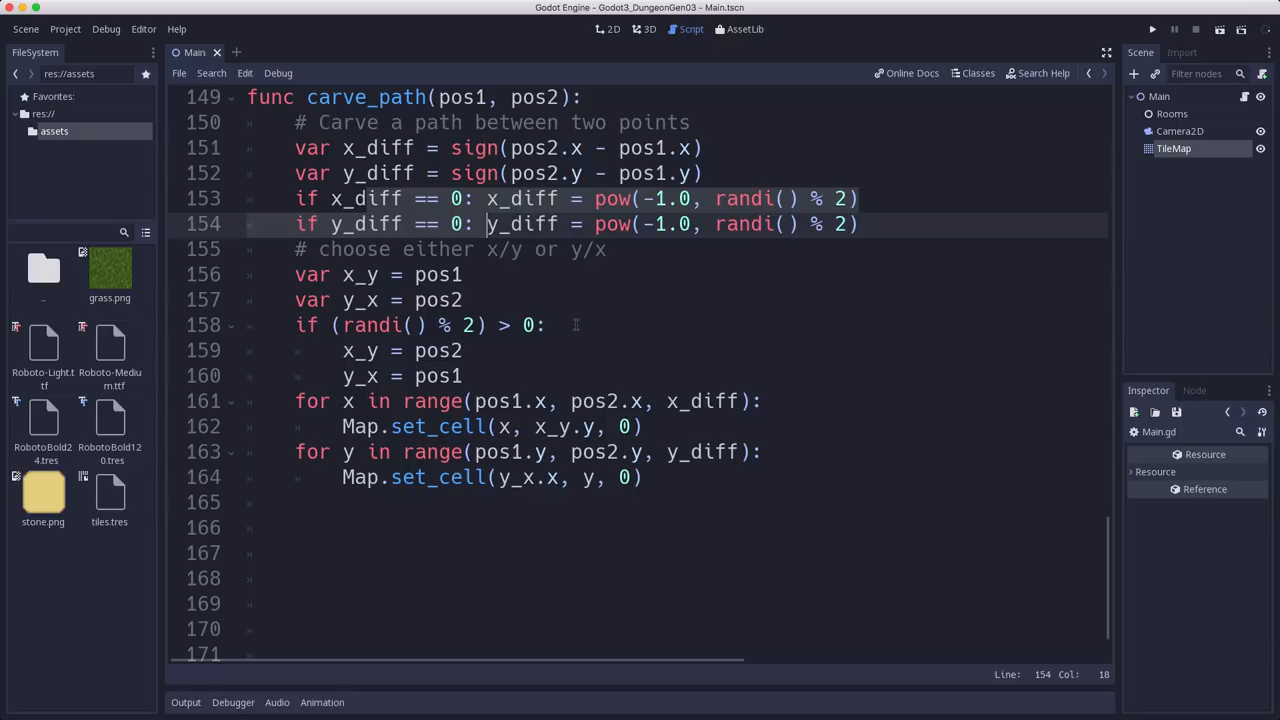 Godot Engine - Godot3_DungeonGen03 - Main.tscn
Scene Project Debug Editor Help
2D 3D Script AssetLib
FileSystem
res://assets
Favorites:
res://
assets
..
grass.png
Roboto-Light.t
tf
Roboto-Mediu
m.ttf
RobotoBold2
4.tres
RobotoBold12
0.tres
stone.png
tiles.tres
Main
File Search Edit Debug
Online Docs Classes Search Help
149 func carve_path(pos1, pos2):
150 # Carve a path between two points
151 var x_diff = sign(pos2.x - pos1.x)
152 var y_diff = sign(pos2.y - pos1.y)
153 if x_diff == 0: x_diff = pow(-1.0, randi() % 2)
154 if y_diff == 0: y_diff = pow(-1.0, randi() % 2)
155 # choose either x/y or y/x
156 var x_y = pos1
157 var y_x = pos2
158 if (randi() % 2) > 0:
159 x_y = pos2
160 y_x = pos1
161 for x in range(pos1.x, pos2.x, x_diff):
162 Map.set_cell(x, x_y.y, 0)
163 for y in range(pos1.y, pos2.y, y_diff):
164 Map.set_cell(y_x.x, y, 0)
165
166
167
168
169
170
171
Line: 154 Col: 18
Output Debugger Audio Animation
Scene Import
Filter nodes
Main
Rooms
Camera2D
TileMap
Inspector Node
Main.gd
Resource
Resource
Reference